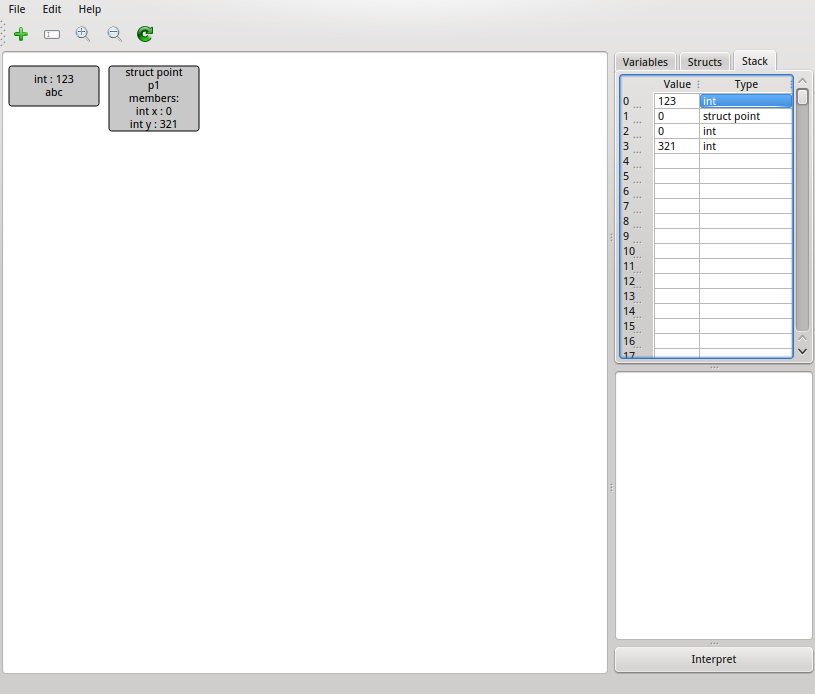 File Edit Help
int : 123
abc
struct point
p1
members:
int x : 0
int y : 321
Variables Structs Stack
Value Type
0 ... 123 int
1 ... 0 struct point
2 ... 0 int
3 ... 321 int
4 ...
5 ...
6 ...
7 ...
8 ...
9 ...
10 ...
11 ...
12 ...
13 ...
14 ...
15 ...
16 ...
17
Interpret